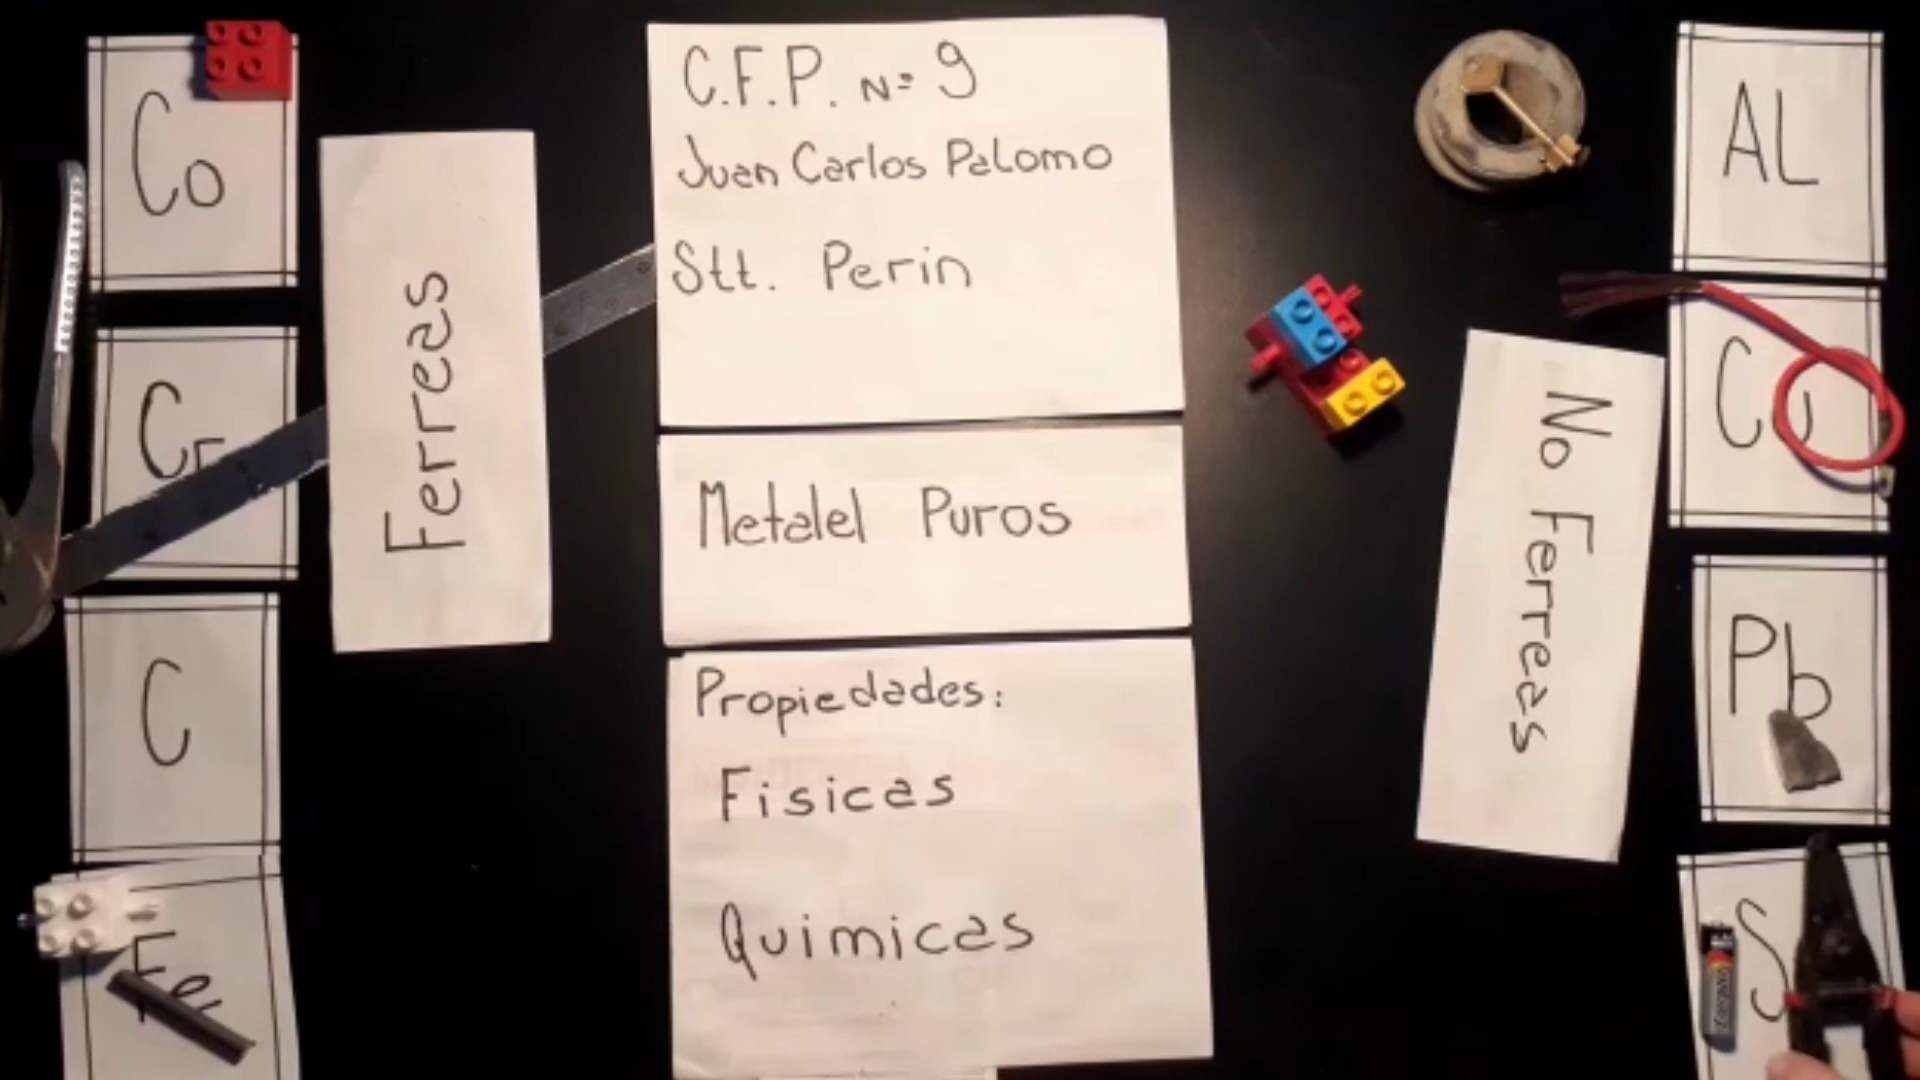 Co
Cr
C
Fe
Ferreas
C.F.P. N= 9
Juan Carlos Palomo
Stt. Perin
Metalel Puros
Propiedades:
Fisicas
Quimicas
No Ferreas
AL
Cu
Pb